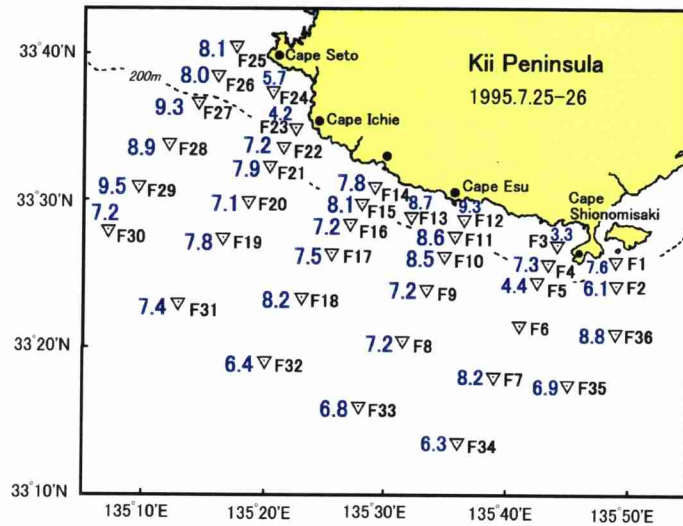 33°40'N
33°30'N
33°20'N
33°10'N
135°10'E
135°20'E
135°30'E
135°40'E
135°50'E
Kii Peninsula
1995.7.25-26
Cape Seto
Cape Ichie
Cape Esu
Cape
Shionomisaki
200m
8.1 F25
8.0 F26
5.7 F24
9.3 F27
4.2 F23
7.2 F22
8.9 F28
7.9 F21
9.5 F29
7.8 F14
7.1 F20
8.1 F15
8.7 F13
9.3 F12
7.2 F30
7.2 F16
8.6 F11
3.3 F3
7.8 F19
7.5 F17
8.5 F10
7.3 F4
7.6 F1
7.4 F31
8.2 F18
7.2 F9
4.4 F5
6.1 F2
F6
8.8 F36
7.2 F8
6.4 F32
8.2 F7
6.9 F35
6.8 F33
6.3 F34